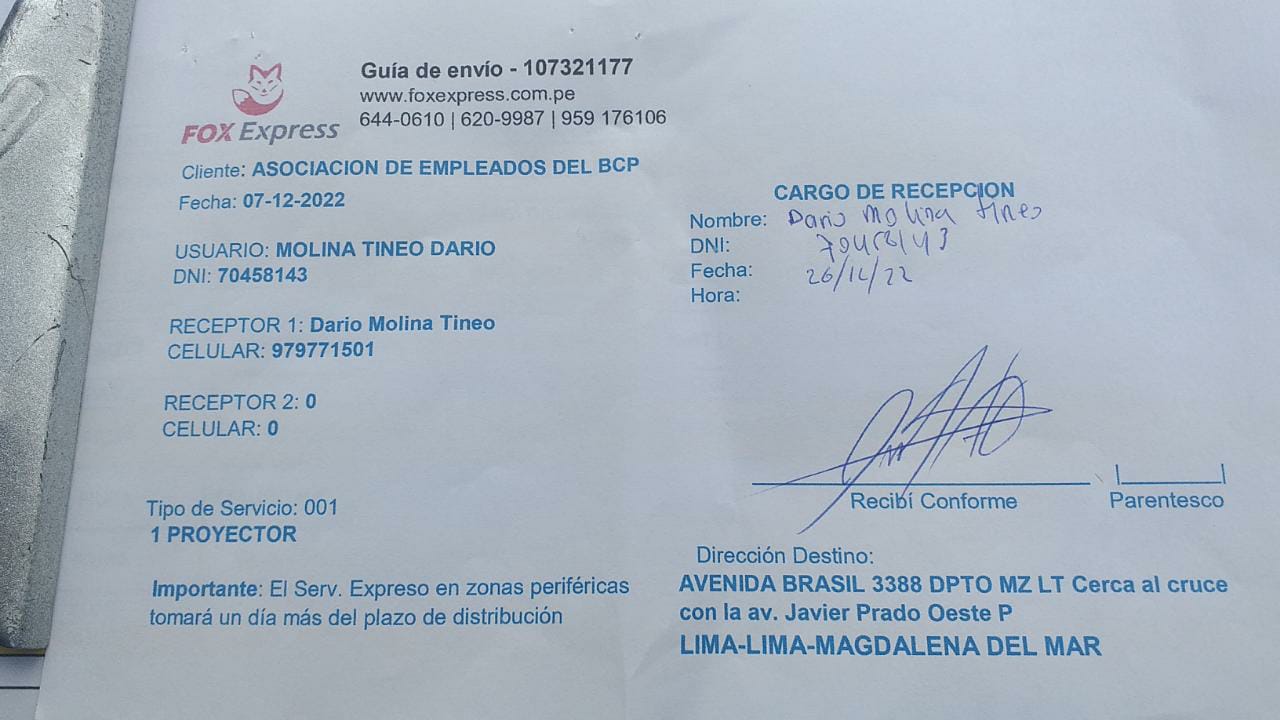 Guía de envío - 107321177
www.foxexpress.com.pe
644-0610 | 620-9987 | 959 176106
FOX Express
Cliente: ASOCIACION DE EMPLEADOS DEL BCP
Fecha: 07-12-2022
USUARIO: MOLINA TINEO DARIO
DNI: 70458143
RECEPTOR 1: Dario Molina Tineo
CELULAR: 979771501
RECEPTOR 2: 0
CELULAR: 0
Tipo de Servicio: 001
1 PROYECTOR
Importante: El Serv. Expreso en zonas periféricas
tomará un día más del plazo de distribución
CARGO DE RECEPCION
Nombre: Dario Molina tineo
DNI: 70458143
Fecha: 26/12/22
Hora:
Recibí Conforme
Parentesco
Dirección Destino:
AVENIDA BRASIL 3388 DPTO MZ LT Cerca al cruce
con la av. Javier Prado Oeste P
LIMA-LIMA-MAGDALENA DEL MAR